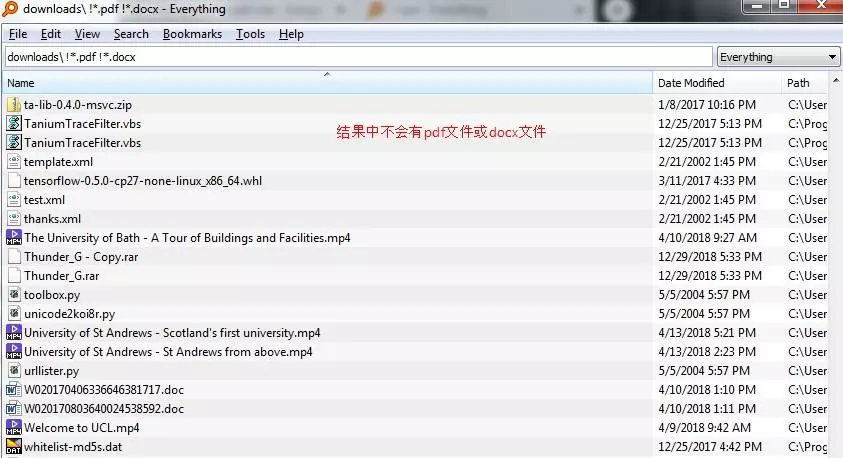 downloads\ !*.pdf !*.docx - Everything
File Edit View Search Bookmarks Tools Help
downloads\ !*.pdf !*.docx Everything
Name Date Modified Path
ta-lib-0.4.0-msvc.zip 1/8/2017 10:16 PM C:\User
TaniumTraceFilter.vbs 12/25/2017 5:13 PM C:\Prog
结果中不会有pdf文件或docx文件
TaniumTraceFilter.vbs 12/25/2017 5:13 PM C:\Prog
template.xml 2/21/2002 1:45 PM C:\User
tensorflow-0.5.0-cp27-none-linux_x86_64.whl 3/11/2017 4:33 PM C:\User
test.xml 2/21/2002 1:45 PM C:\User
thanks.xml 2/21/2002 1:45 PM C:\User
The University of Bath - A Tour of Buildings and Facilities.mp4 4/10/2018 9:27 AM C:\User
Thunder_G - Copy.rar 12/29/2018 5:33 PM C:\User
Thunder_G.rar 12/29/2018 5:33 PM C:\User
toolbox.py 5/5/2004 5:57 PM C:\User
unicode2koi8r.py 5/5/2004 5:57 PM C:\User
University of St Andrews - Scotland's first university.mp4 4/13/2018 5:21 PM C:\User
University of St Andrews - St Andrews from above.mp4 4/13/2018 2:23 PM C:\User
urllister.py 5/5/2004 5:57 PM C:\User
W020170406336646381717.doc 4/10/2018 1:10 PM C:\User
W020170803640024538592.doc 4/10/2018 1:11 PM C:\User
Welcome to UCL.mp4 4/9/2018 9:42 AM C:\User
whitelist-md5s.dat 12/25/2017 4:42 PM C:\Prog